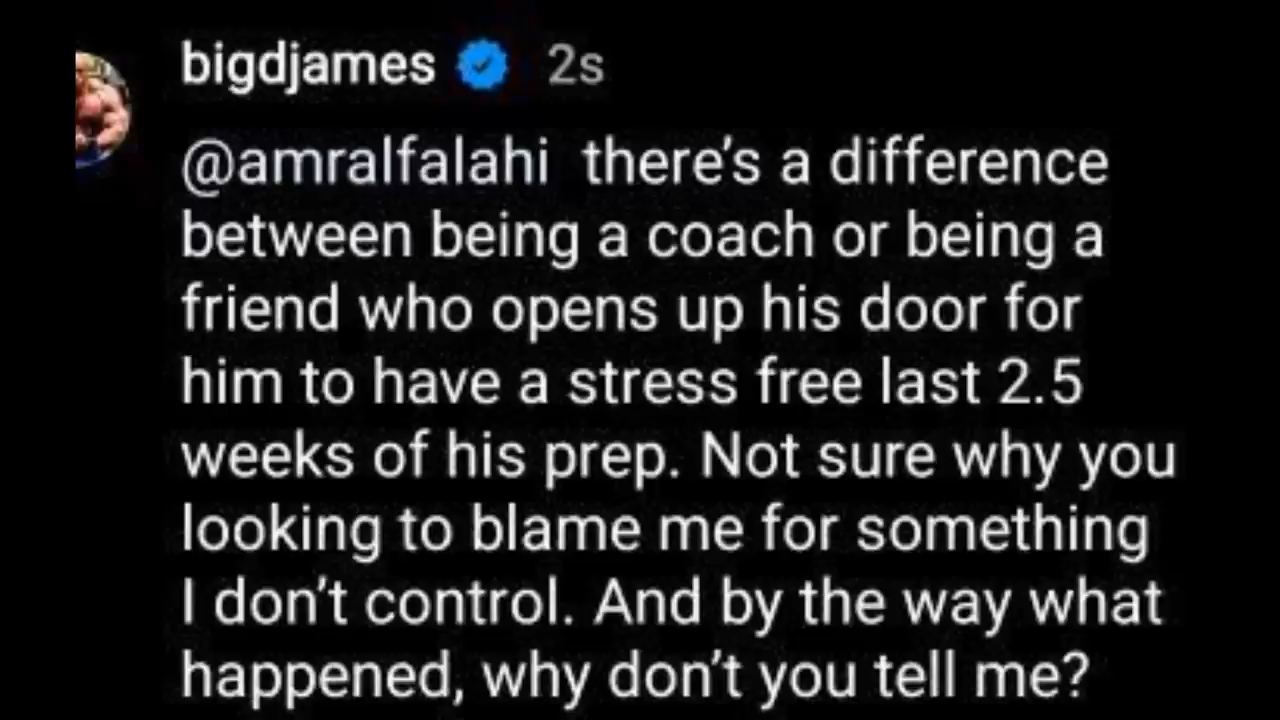 bigdjames 2s
@amralfalahi there's a difference
between being a coach or being a
friend who opens up his door for
him to have a stress free last 2.5
weeks of his prep. Not sure why you
looking to blame me for something
I don't control. And by the way what
happened, why don't you tell me?